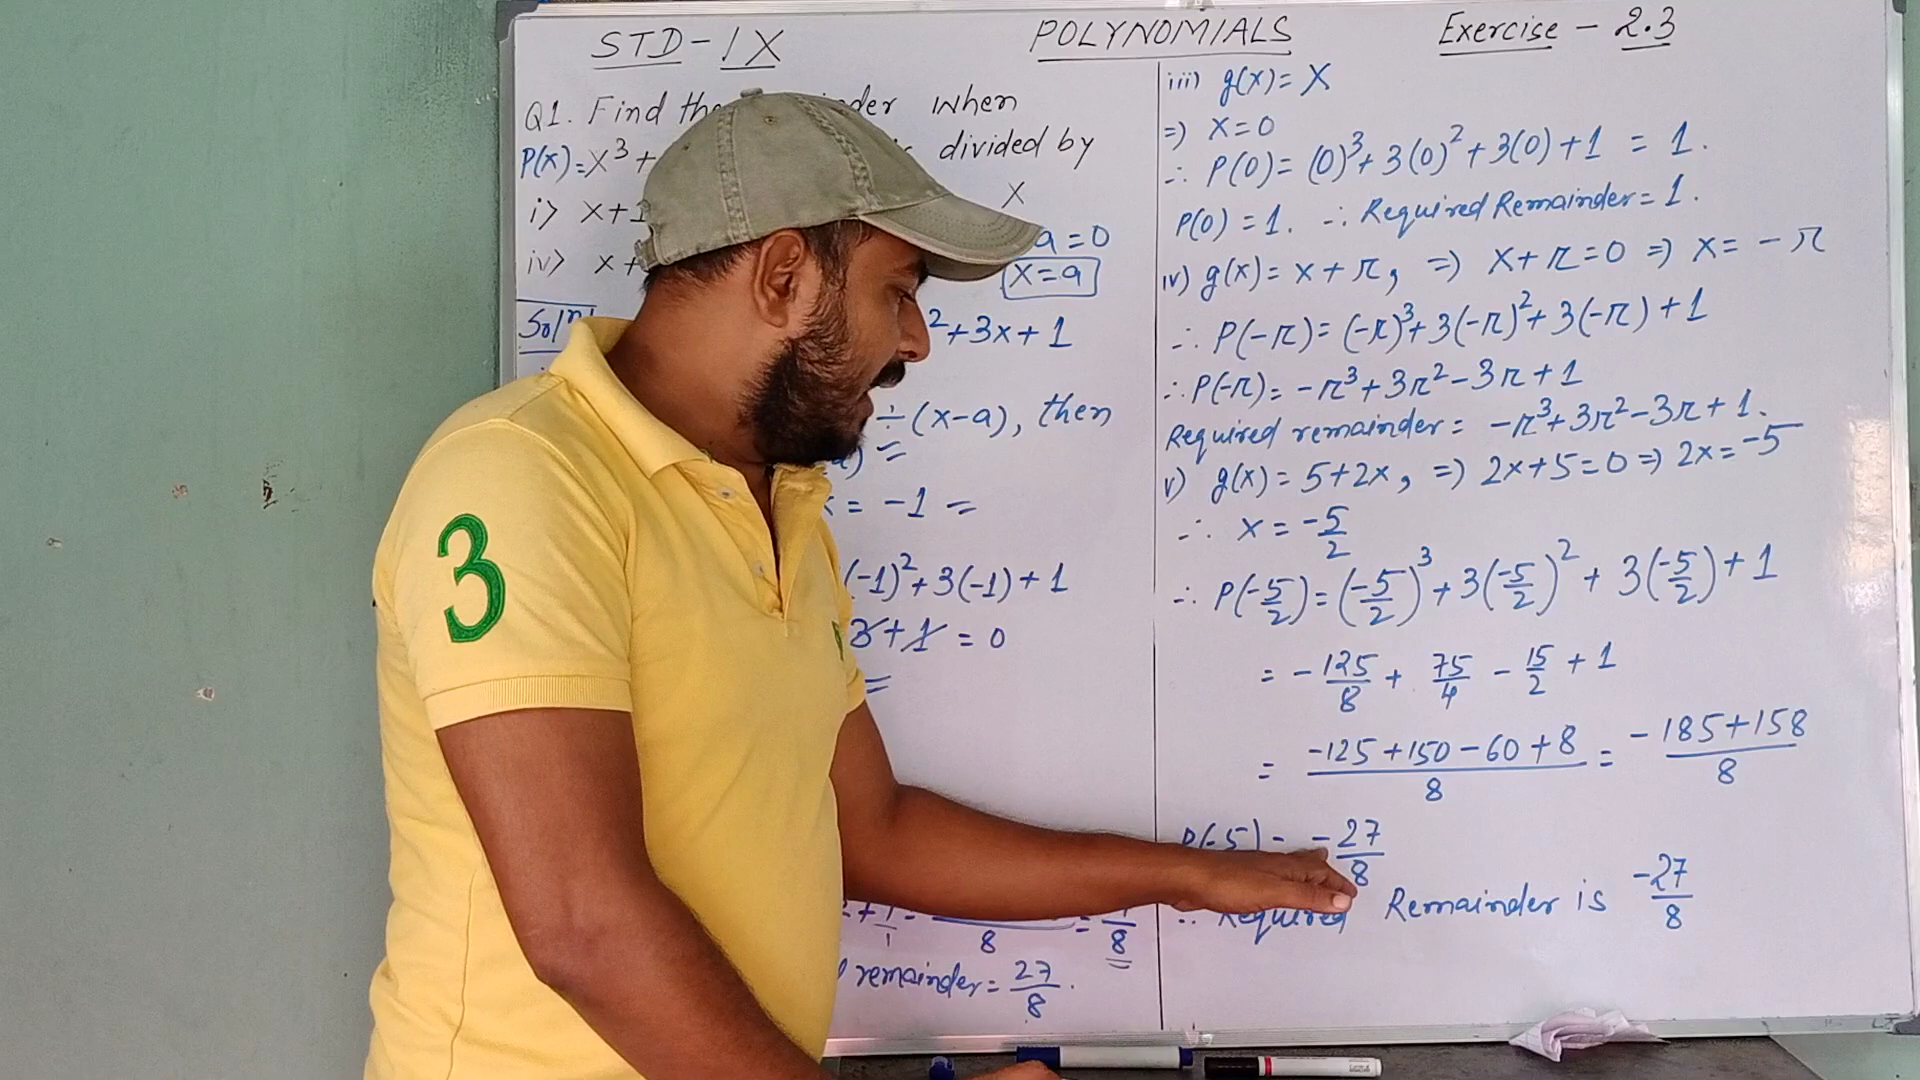 STD-IX POLYNOMIALS Exercise - 2.3
Q1. Find the when
P(x)=x³+ divided by
i> x+1 x
iv> x+ a=0
x=a
Solⁿ:
²+3x+1
÷(x-a), then
= -1 =
(-1)²+3(-1)+1
3+1 = 0
=
8 = 8
remainder = 27/8.
iii) g(x)= x
=) x=0
∴ P(0)= (0)³+3(0)²+3(0)+1 = 1.
P(0)=1. ∴ Required Remainder=1.
iv) g(x)= x+π, => x+π=0 => x= -π
∴ P(-π)= (-π)³+3(-π)²+3(-π)+1
∴ P(-π)= -π³+3π²-3π+1
Required remainder= -π³+3π²-3π+1.
v) g(x)= 5+2x, => 2x+5=0 => 2x=-5
∴ x= -5/2
∴ P(-5/2)= (-5/2)³+3(-5/2)²+3(-5/2)+1
= -125/8 + 75/4 - 15/2 + 1
= -125+150-60+8/8 = -185+158/8
P(-5) = -27/8
∴ Required Remainder is -27/8
3